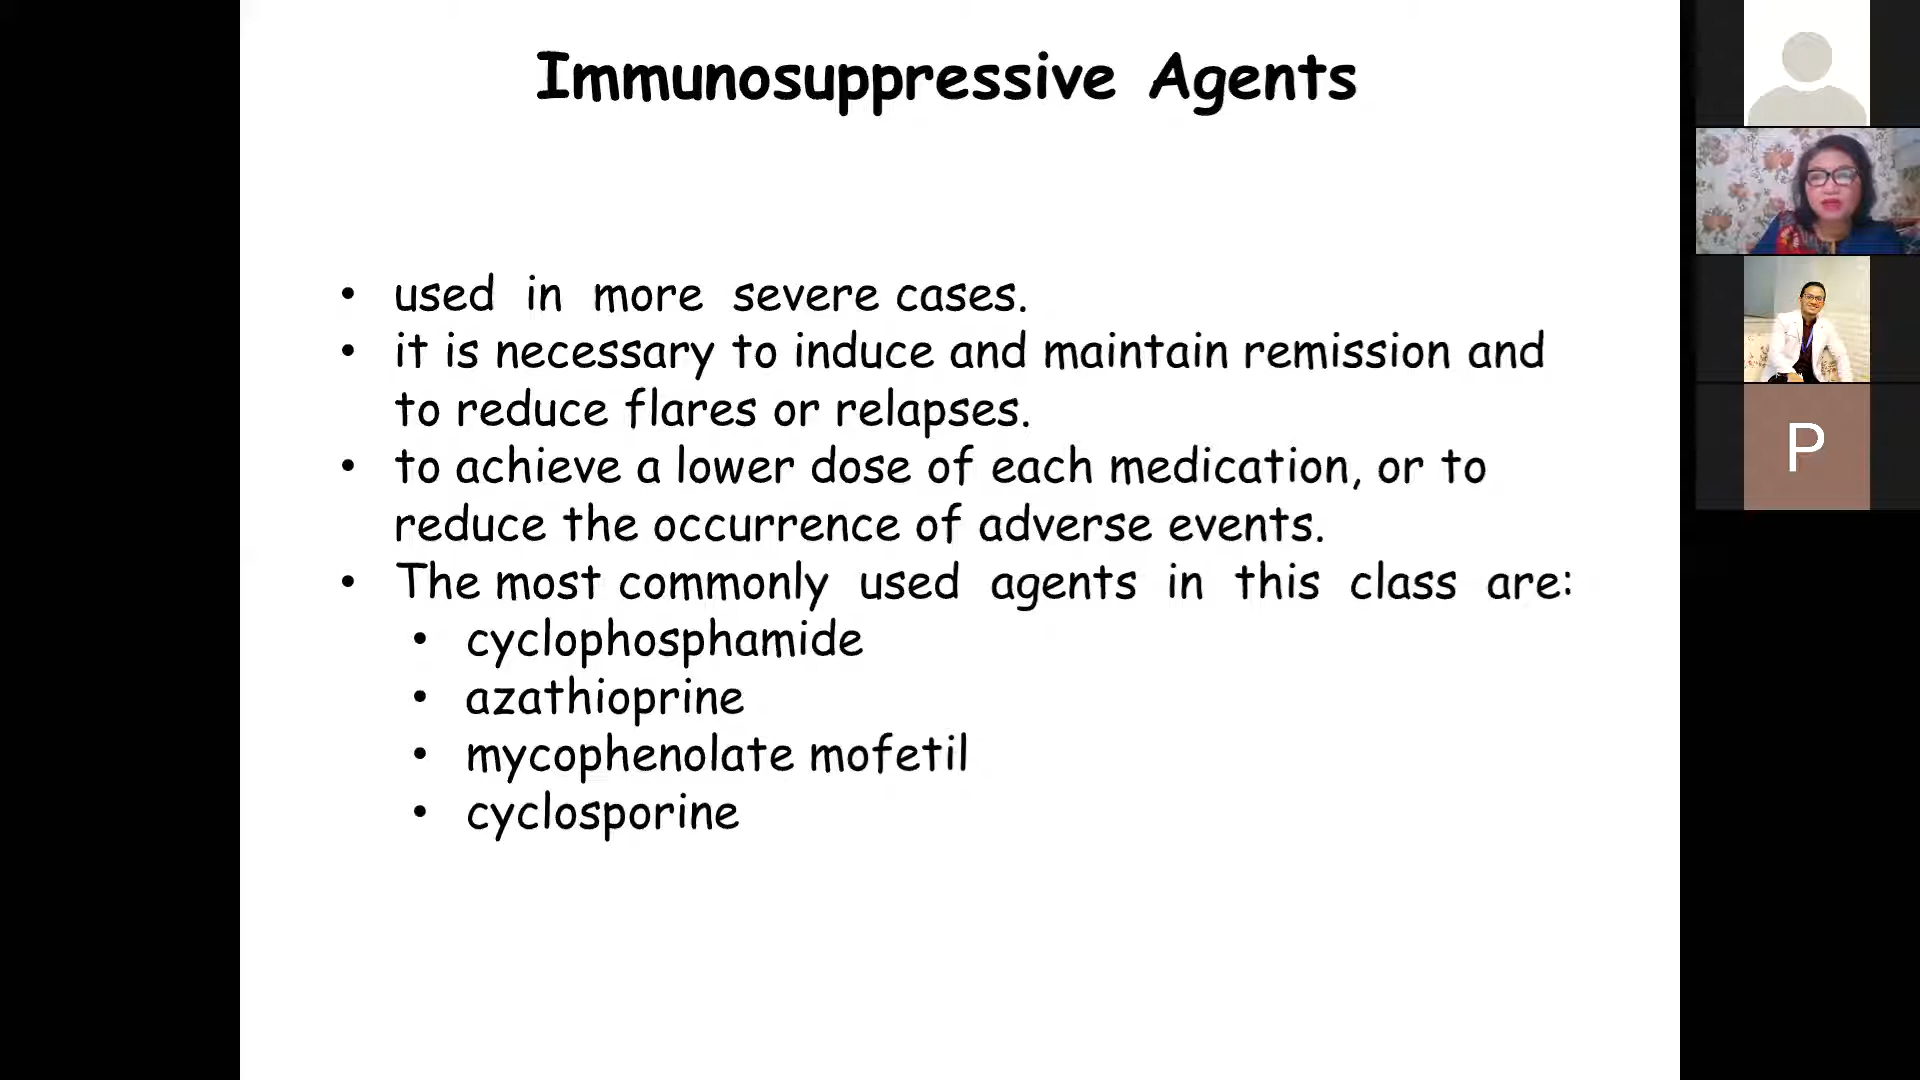 Immunosuppressive Agents
• used in more severe cases.
• it is necessary to induce and maintain remission and
to reduce flares or relapses.
• to achieve a lower dose of each medication, or to
reduce the occurrence of adverse events.
• The most commonly used agents in this class are:
• cyclophosphamide
• azathioprine
• mycophenolate mofetil
• cyclosporine
P